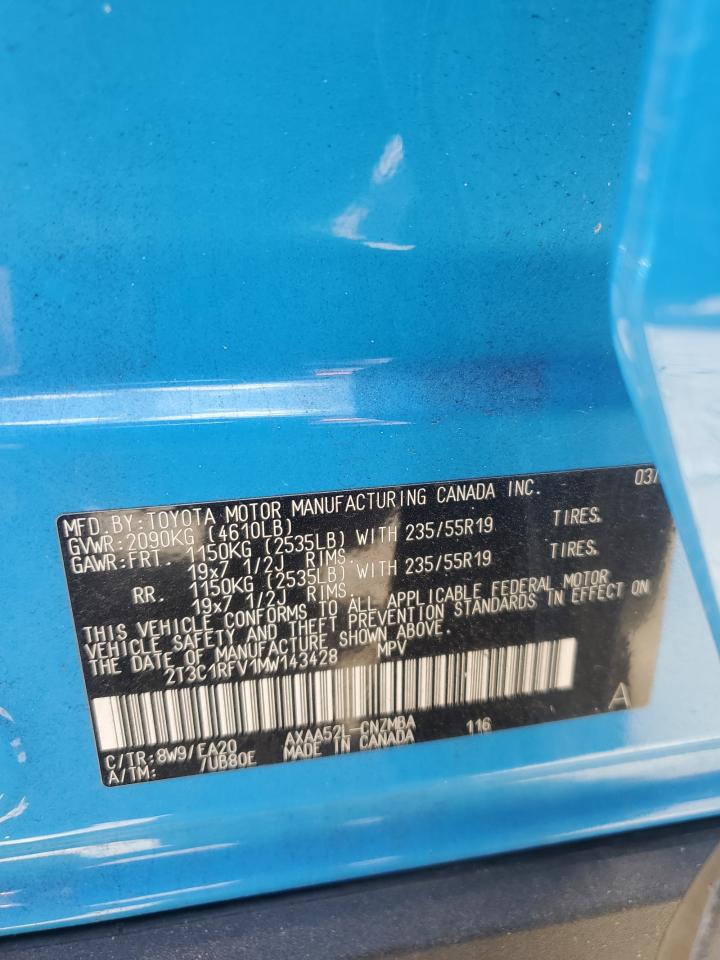 MFD. BY: TOYOTA MOTOR MANUFACTURING CANADA INC. 03/
GVWR: 2090KG (4610LB)
GAWR: FRT. 1150KG (2535LB) WITH 235/55R19 TIRES.
19x7 1/2J RIMS.
RR. 1150KG (2535LB) WITH 235/55R19 TIRES.
19x7 1/2J RIMS.
THIS VEHICLE CONFORMS TO ALL APPLICABLE FEDERAL MOTOR
VEHICLE SAFETY AND THEFT PREVENTION STANDARDS IN EFFECT ON
THE DATE OF MANUFACTURE SHOWN ABOVE.
2T3C1RFV1MW143428 MPV
C/TR: 8W9/EA20 AXAA52L-CNZMBA 116 A
A/TM: /UB80E MADE IN CANADA